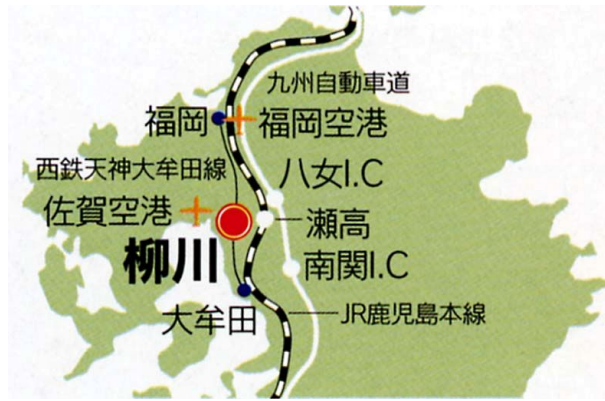 九州自動車道
福岡
福岡空港
西鉄天神大牟田線
八女I.C
佐賀空港
瀬高
柳川
南関I.C
大牟田
JR鹿児島本線